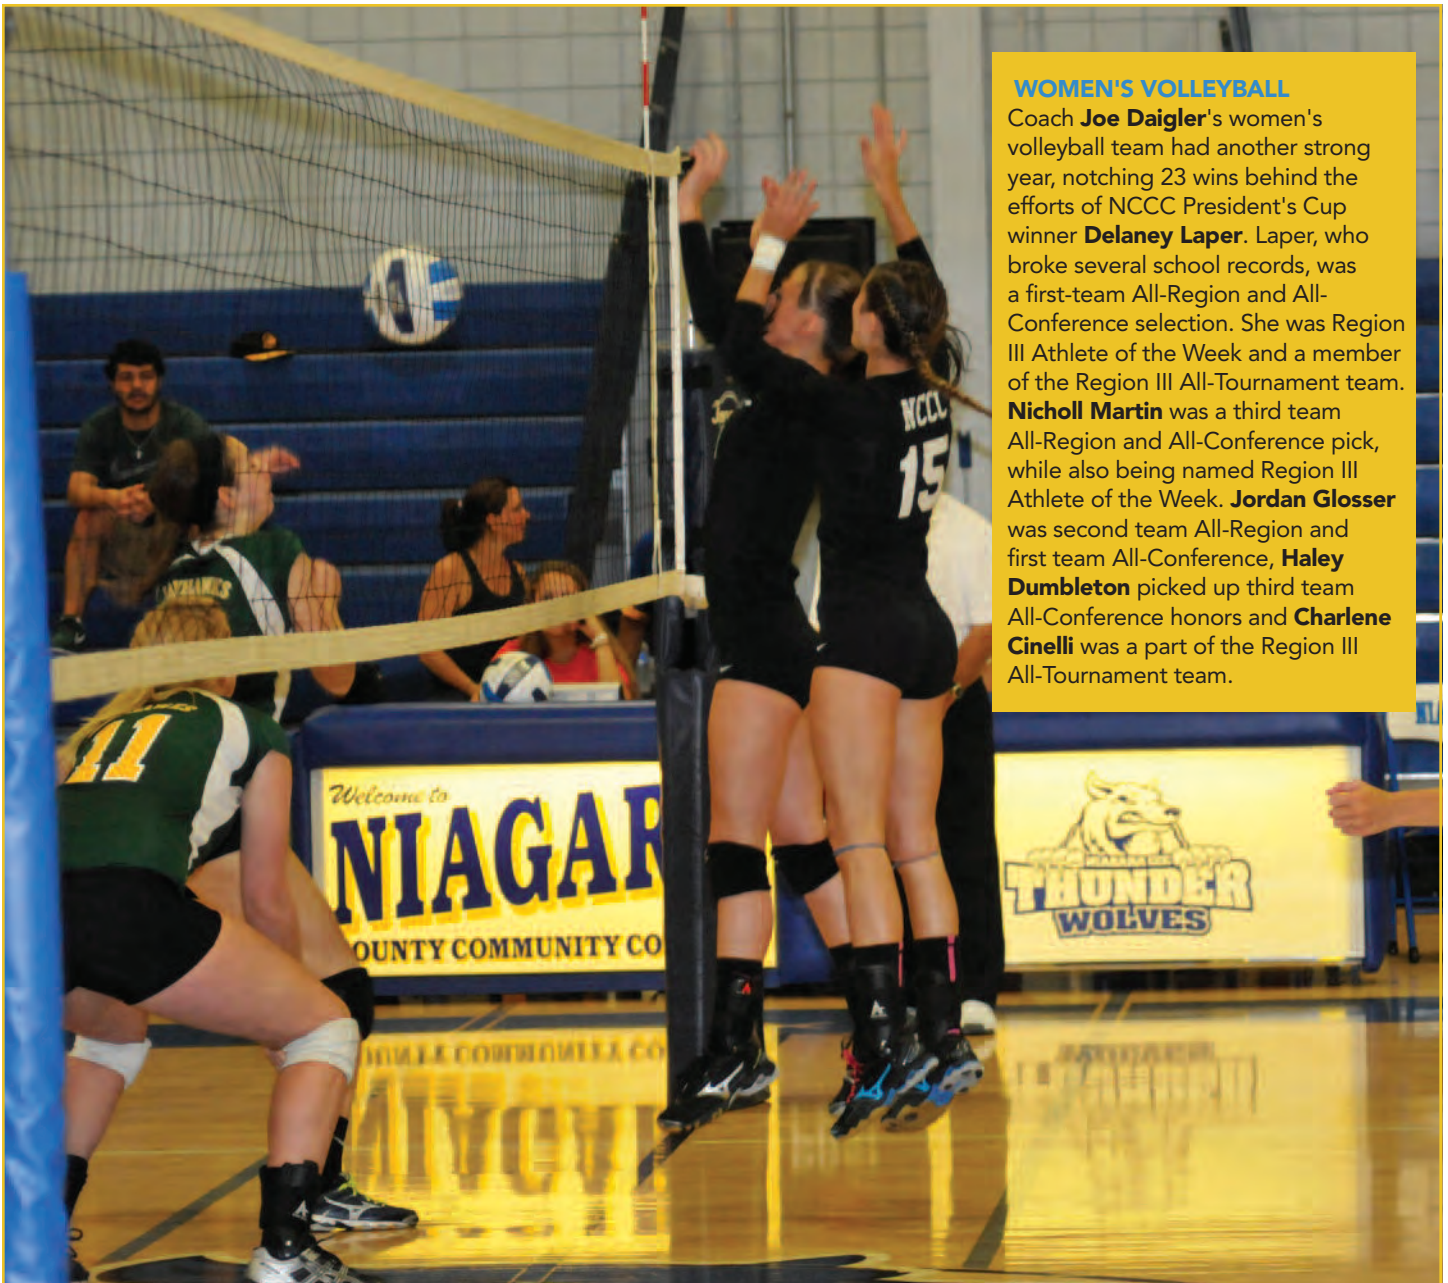 WOMEN'S VOLLEYBALL
Coach Joe Daigler's women's
volleyball team had another strong
year, notching 23 wins behind the
efforts of NCCC President's Cup
winner Delaney Laper. Laper, who
broke several school records, was
a first-team All-Region and All-
Conference selection. She was Region
III Athlete of the Week and a member
of the Region III All-Tournament team.
Nicholl Martin was a third team
All-Region and All-Conference pick,
while also being named Region III
Athlete of the Week. Jordan Glosser
was second team All-Region and
first team All-Conference, Haley
Dumbleton picked up third team
All-Conference honors and Charlene
Cinelli was a part of the Region III
All-Tournament team.
NCCC
15
11
Welcome to
NIAGAR
OUNTY COMMUNITY CO
THUNDER
WOLVES